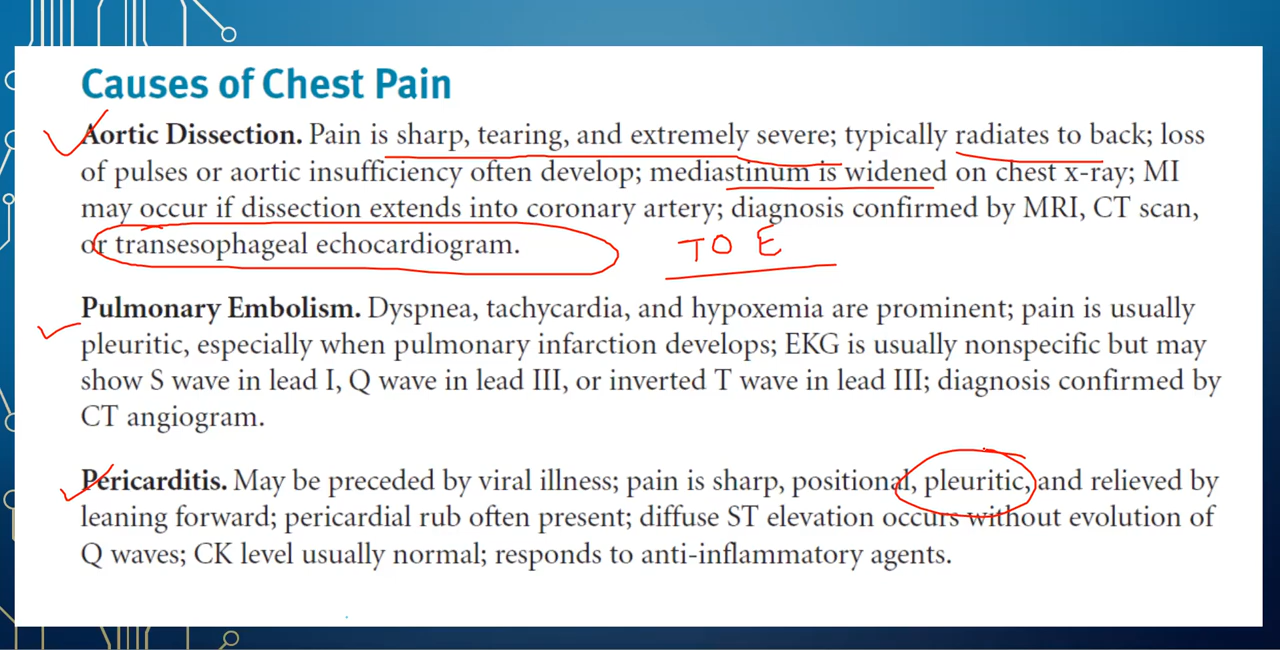 Causes of Chest Pain
Aortic Dissection. Pain is sharp, tearing, and extremely severe; typically radiates to back; loss
of pulses or aortic insufficiency often develop; mediastinum is widened on chest x-ray; MI
may occur if dissection extends into coronary artery; diagnosis confirmed by MRI, CT scan,
or transesophageal echocardiogram.
TO E
Pulmonary Embolism. Dyspnea, tachycardia, and hypoxemia are prominent; pain is usually
pleuritic, especially when pulmonary infarction develops; EKG is usually nonspecific but may
show S wave in lead I, Q wave in lead III, or inverted T wave in lead III; diagnosis confirmed by
CT angiogram.
Pericarditis. May be preceded by viral illness; pain is sharp, positional, pleuritic, and relieved by
leaning forward; pericardial rub often present; diffuse ST elevation occurs without evolution of
Q waves; CK level usually normal; responds to anti-inflammatory agents.